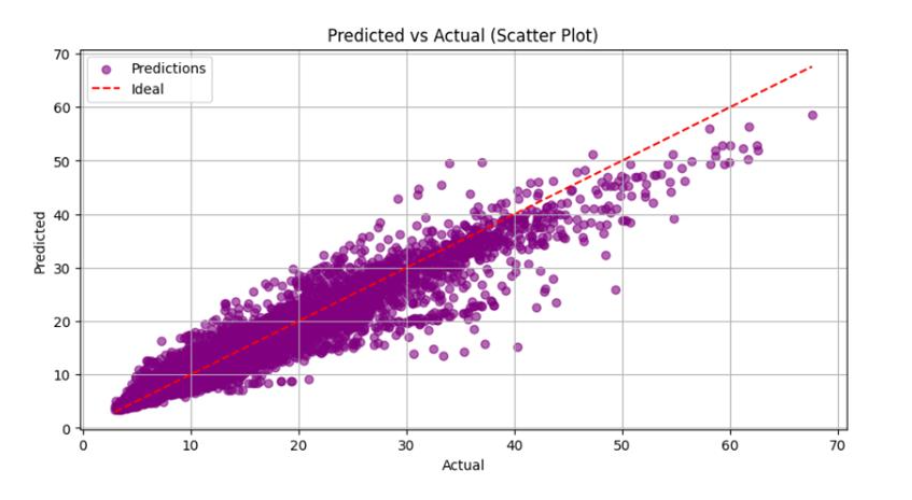 Predicted vs Actual (Scatter Plot)
70
60
50
40
30
20
10
0
Predictions
Ideal
Predicted
0 10 20 30 40 50 60 70
Actual